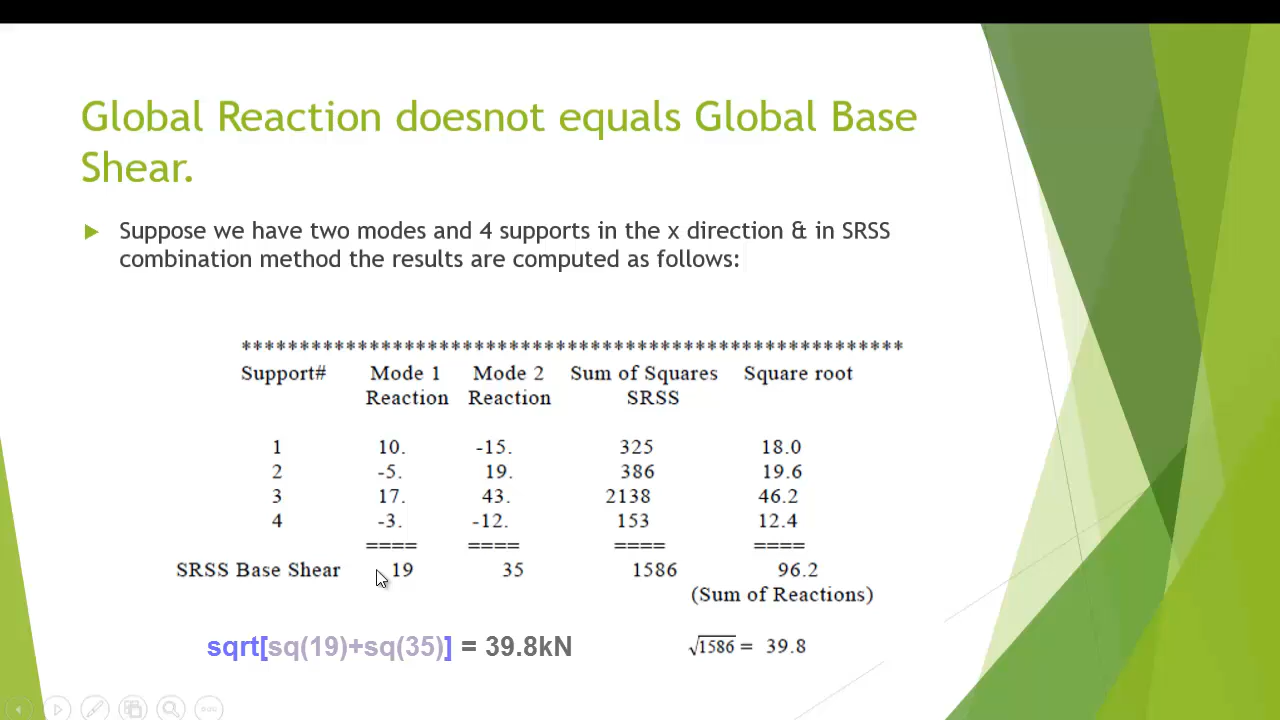 Global Reaction doesnot equals Global Base
Shear.
Suppose we have two modes and 4 supports in the x direction & in SRSS
combination method the results are computed as follows:
*********************************************************
Support# Mode 1 Mode 2 Sum of Squares Square root
Reaction Reaction SRSS
1 10. -15. 325 18.0
2 -5. 19. 386 19.6
3 17. 43. 2138 46.2
4 -3. -12. 153 12.4
==== ==== ==== ====
SRSS Base Shear 19 35 1586 96.2
(Sum of Reactions)
sqrt[sq(19)+sq(35)] = 39.8kN √1586 = 39.8